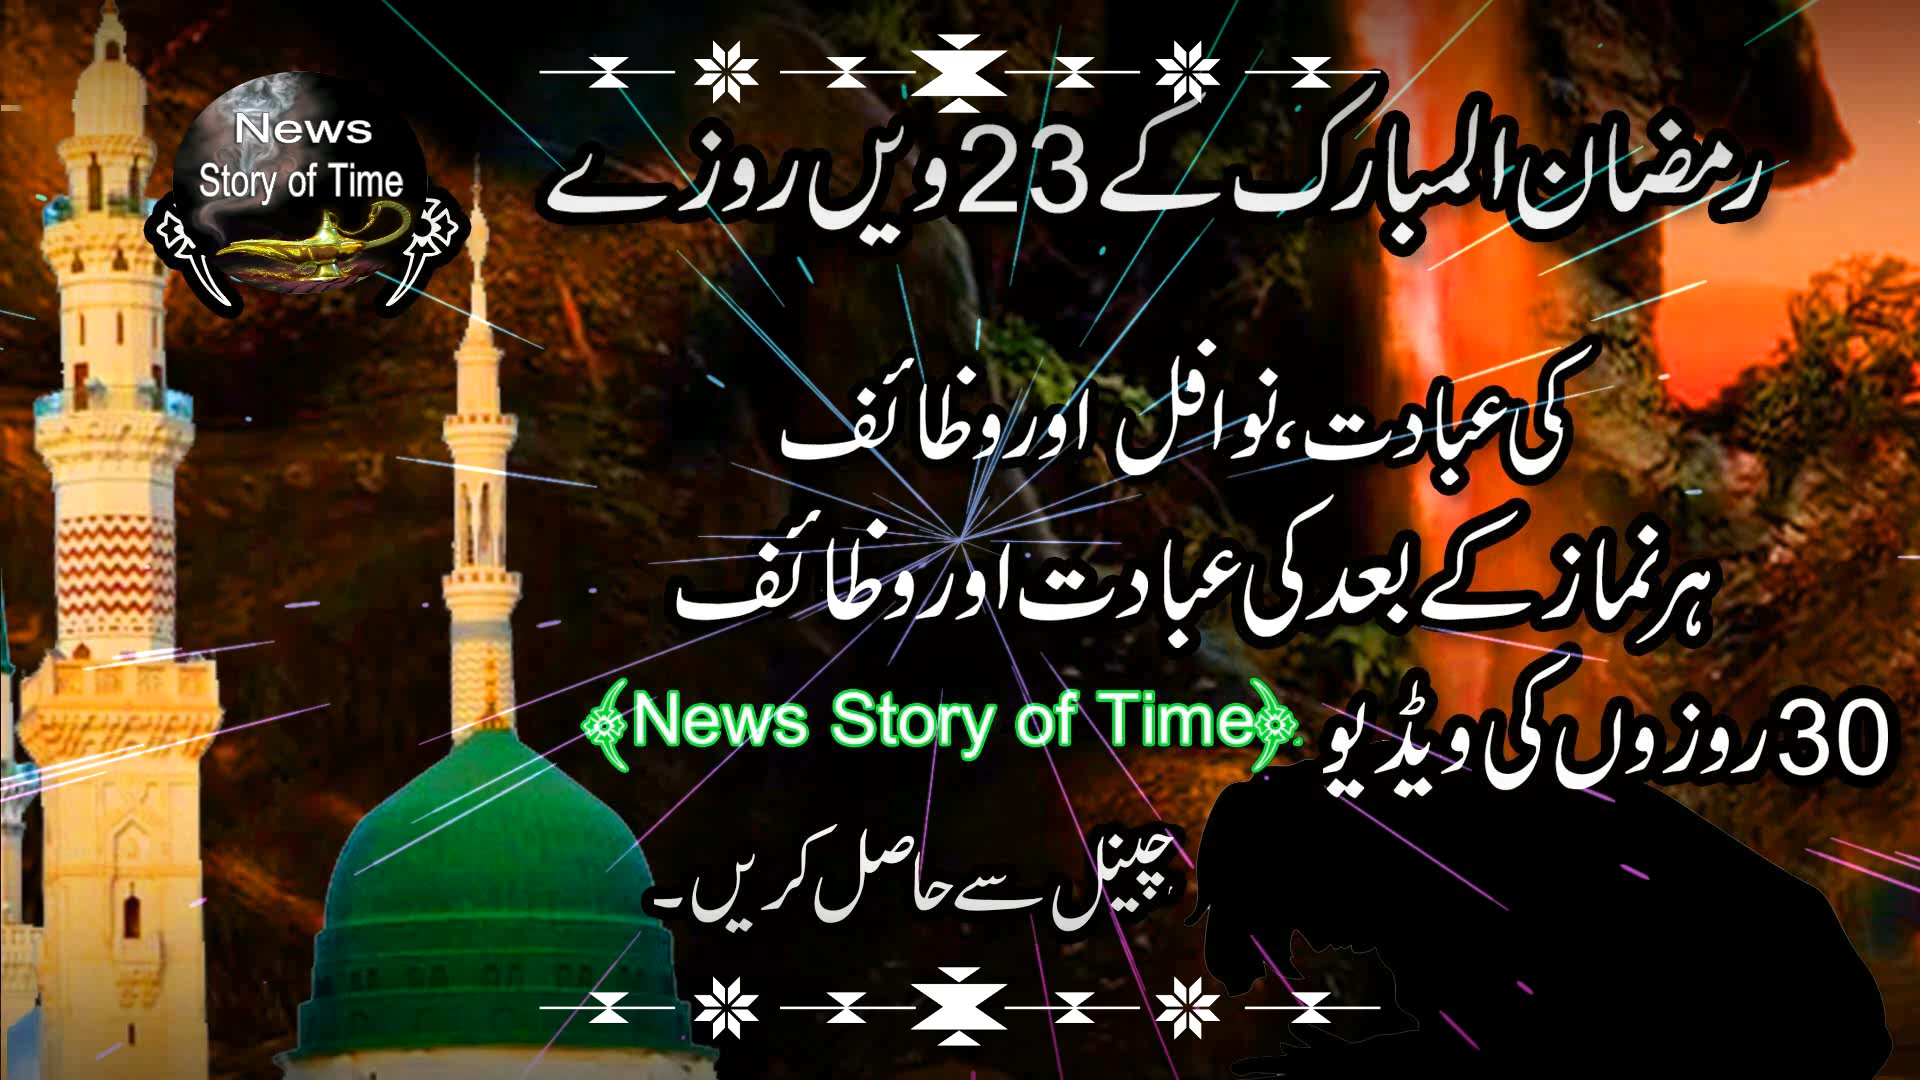 News
Story of Time
رمضان المبارک کے 23 ویں روزے
کی عبادت، نوافل اور وظائف
ہر نماز کے بعد کی عبادت اور وظائف
30 روزوں کی ویڈیو News Story of Time
چینل سے حاصل کریں۔